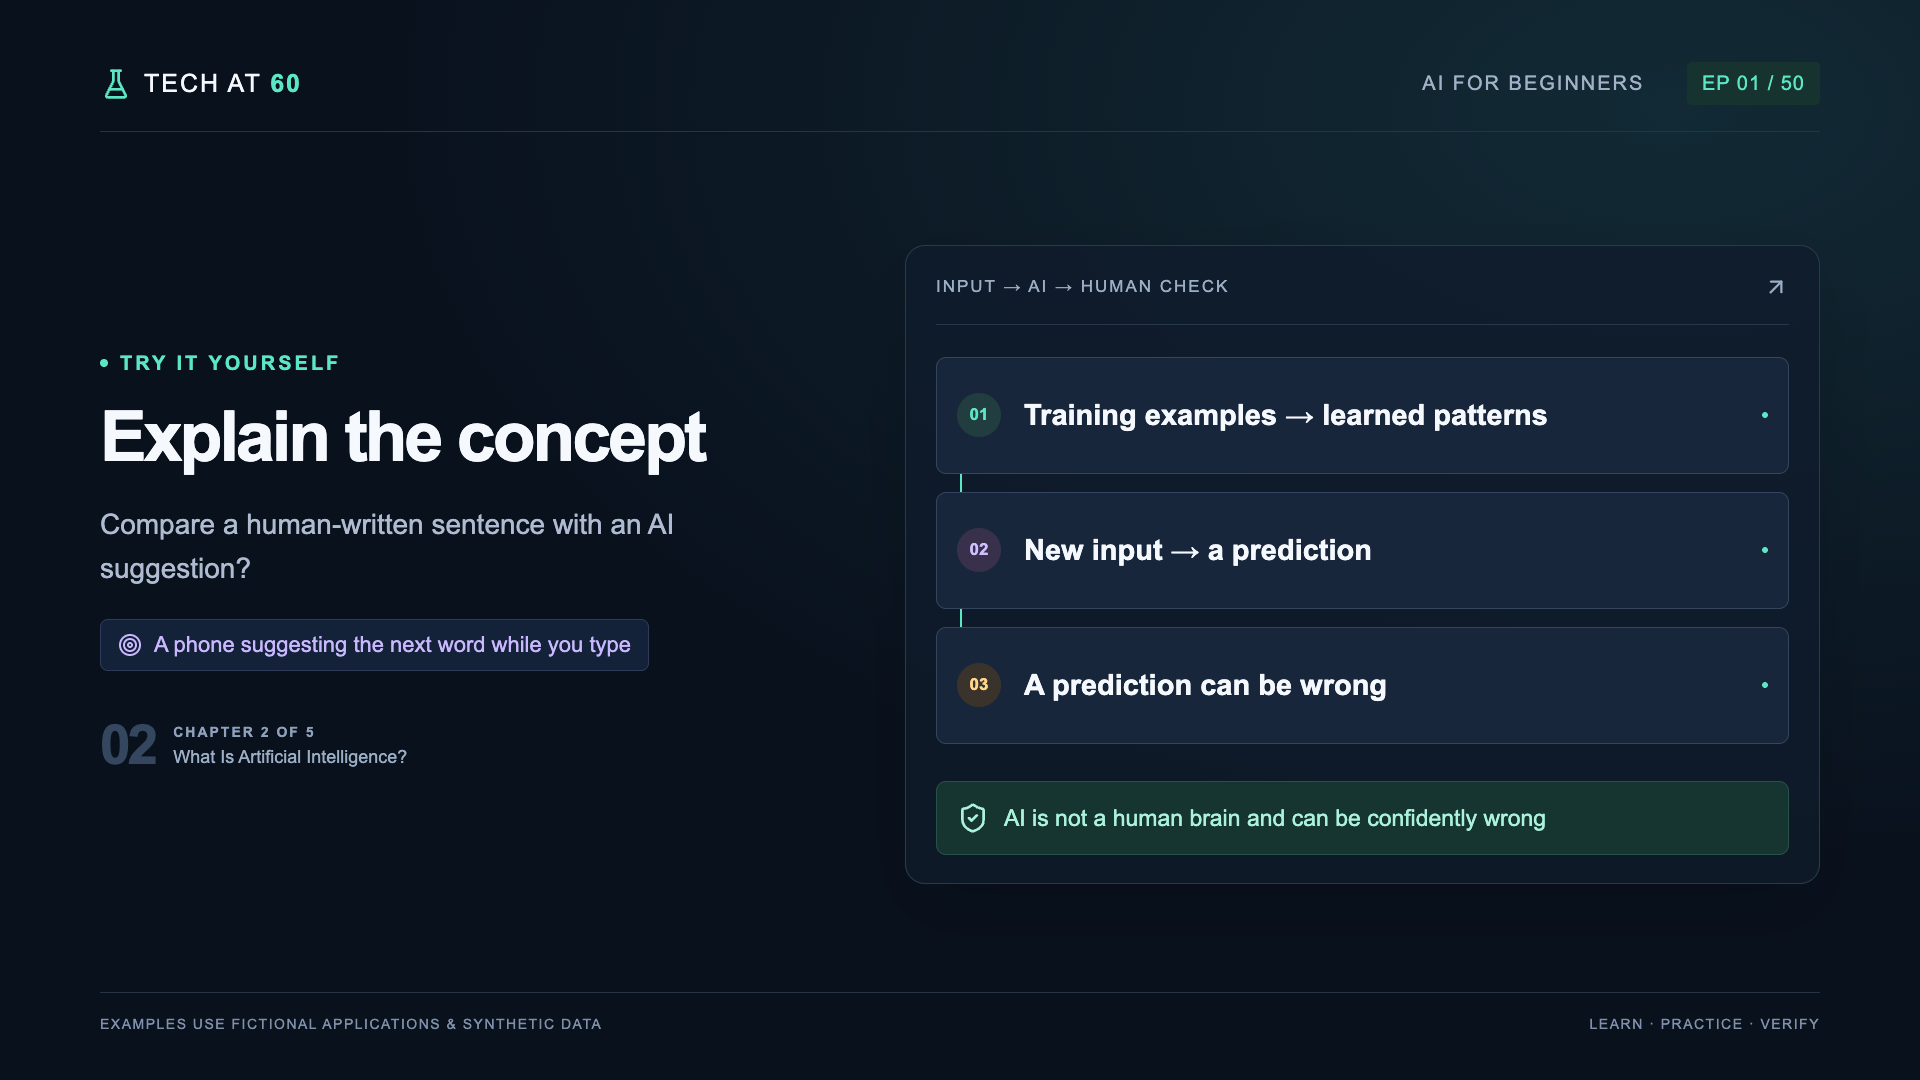 TECH AT 60
AI FOR BEGINNERS
EP 01 / 50
TRY IT YOURSELF
Explain the concept
Compare a human-written sentence with an AI
suggestion?
A phone suggesting the next word while you type
02
CHAPTER 2 OF 5
What Is Artificial Intelligence?
INPUT → AI → HUMAN CHECK
01
Training examples → learned patterns
02
New input → a prediction
03
A prediction can be wrong
AI is not a human brain and can be confidently wrong
EXAMPLES USE FICTIONAL APPLICATIONS & SYNTHETIC DATA
LEARN · PRACTICE · VERIFY